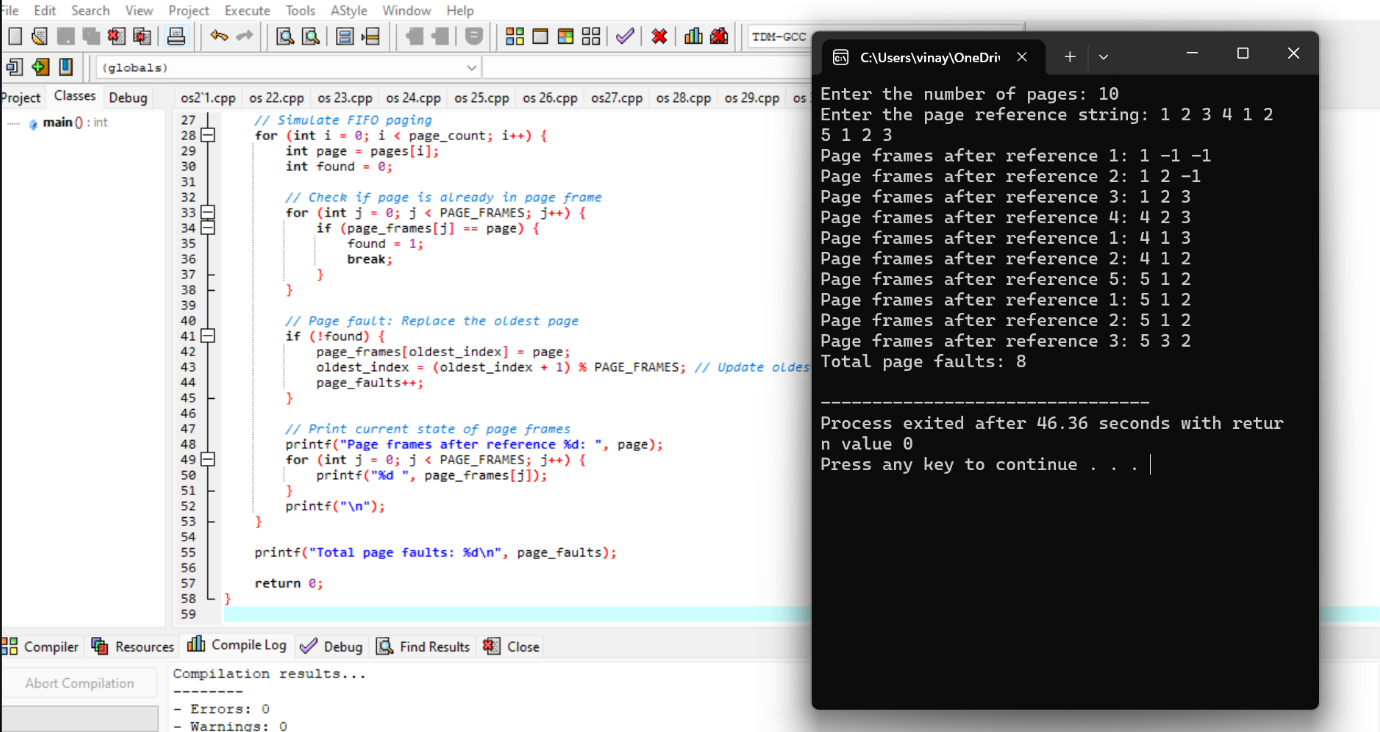 File Edit Search View Project Execute Tools AStyle Window Help
TDM-GCC
(globals)
Project Classes Debug
os2`1.cpp os 22.cpp os 23.cpp os 24.cpp os 25.cpp os 26.cpp os27.cpp os 28.cpp os 29.cpp os
main () : int
27 // Simulate FIFO paging
28 for (int i = 0; i < page_count; i++) {
29 int page = pages[i];
30 int found = 0;
31
32 // Check if page is already in page frame
33 for (int j = 0; j < PAGE_FRAMES; j++) {
34 if (page_frames[j] == page) {
35 found = 1;
36 break;
37 }
38 }
39
40 // Page fault: Replace the oldest page
41 if (!found) {
42 page_frames[oldest_index] = page;
43 oldest_index = (oldest_index + 1) % PAGE_FRAMES; // Update oldes
44 page_faults++;
45 }
46
47 // Print current state of page frames
48 printf("Page frames after reference %d: ", page);
49 for (int j = 0; j < PAGE_FRAMES; j++) {
50 printf("%d ", page_frames[j]);
51 }
52 printf("\n");
53 }
54
55 printf("Total page faults: %d\n", page_faults);
56
57 return 0;
58 }
59
Compiler Resources Compile Log Debug Find Results Close
Abort Compilation
Compilation results...
--------
- Errors: 0
- Warnings: 0
C:\Users\vinay\OneDriv
Enter the number of pages: 10
Enter the page reference string: 1 2 3 4 1 2
5 1 2 3
Page frames after reference 1: 1 -1 -1
Page frames after reference 2: 1 2 -1
Page frames after reference 3: 1 2 3
Page frames after reference 4: 4 2 3
Page frames after reference 1: 4 1 3
Page frames after reference 2: 4 1 2
Page frames after reference 5: 5 1 2
Page frames after reference 1: 5 1 2
Page frames after reference 2: 5 1 2
Page frames after reference 3: 5 3 2
Total page faults: 8
--------------------------------
Process exited after 46.36 seconds with retur
n value 0
Press any key to continue . . .